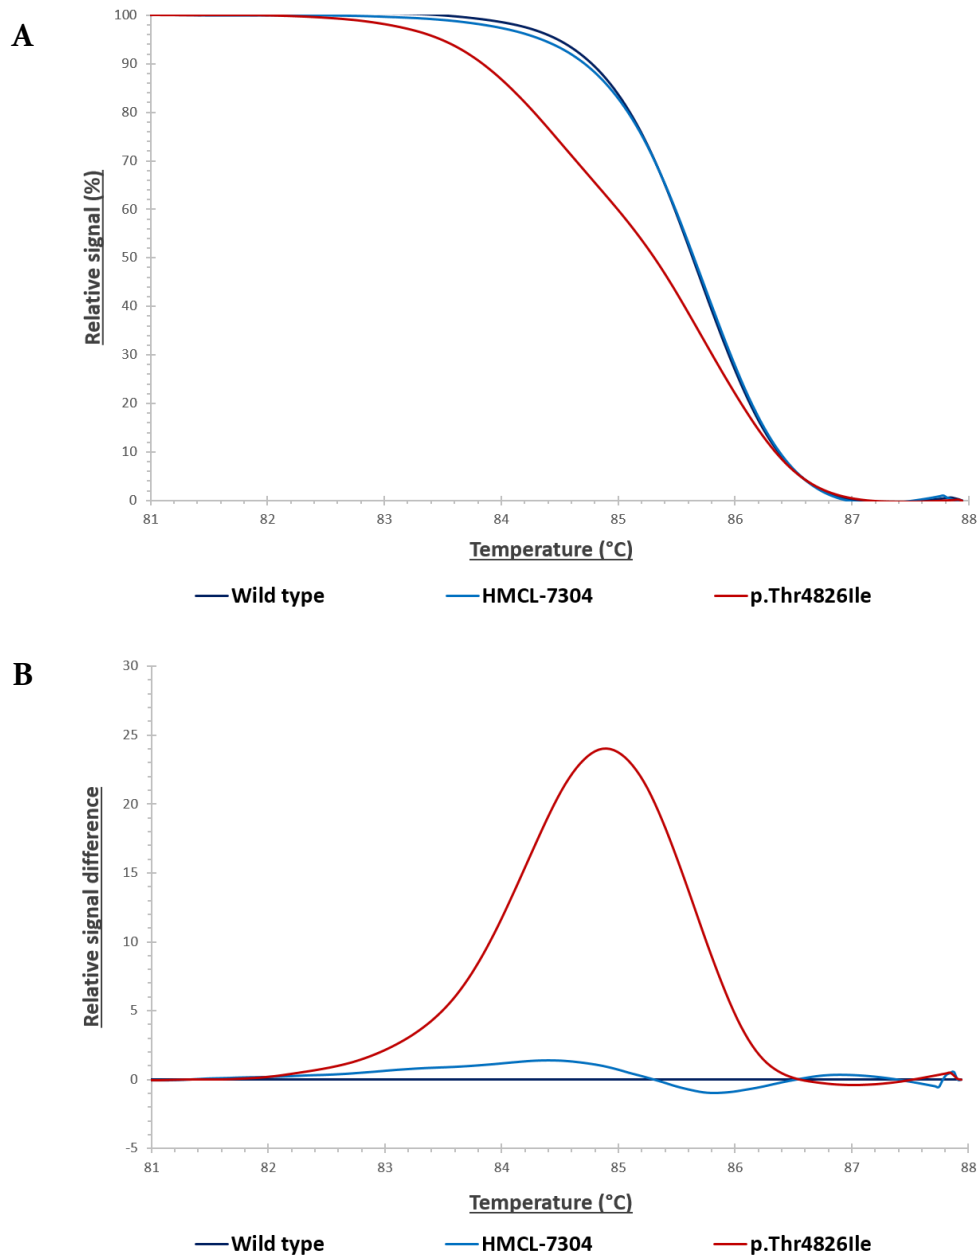 A
100
90
80
70
60
50
40
30
20
10
0
Relative signal (%)
81 82 83 84 85 86 87 88
Temperature (°C)
Wild type HMCL-7304 p.Thr4826Ile
B
30
25
20
15
10
5
0
-5
Relative signal difference
81 82 83 84 85 86 87 88
Temperature (°C)
Wild type HMCL-7304 p.Thr4826Ile